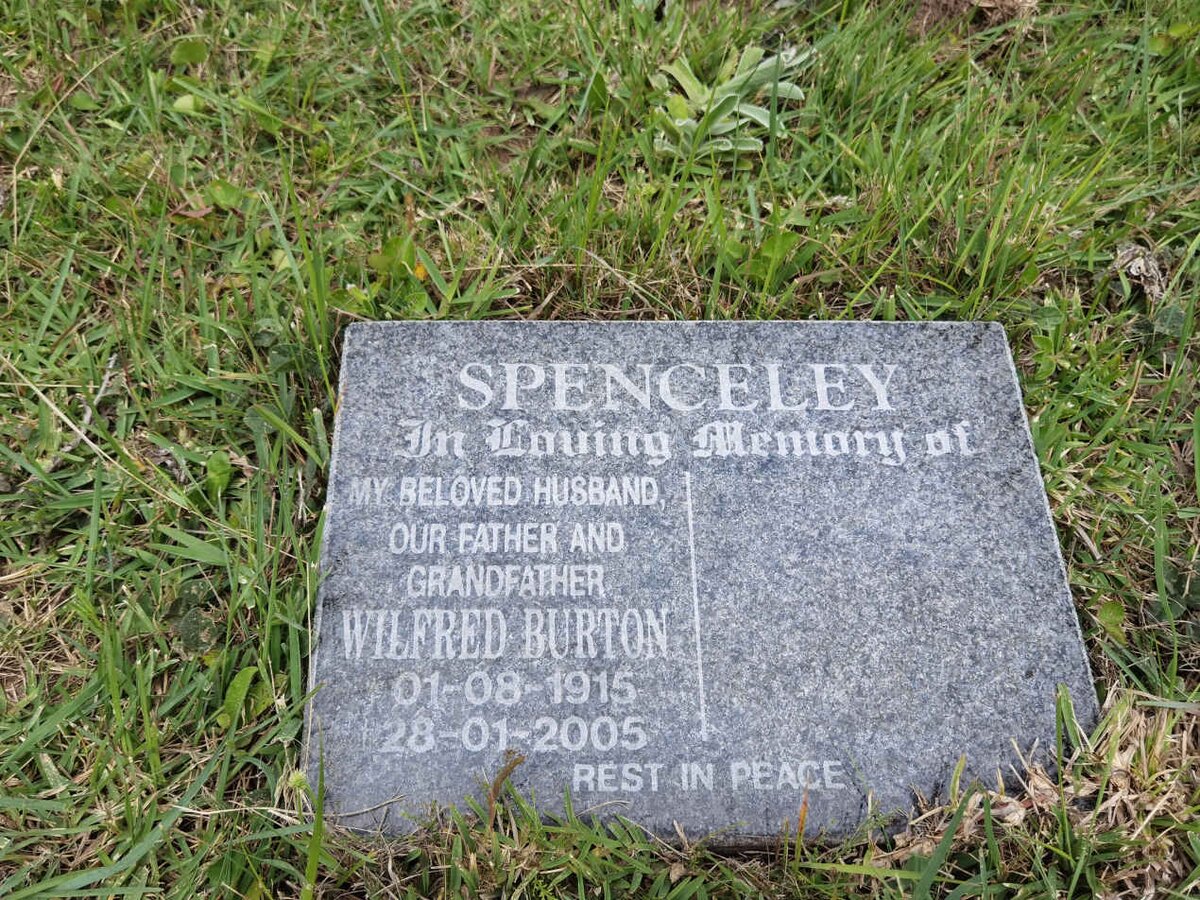 SPENCELEY
In Loving Memory of
MY BELOVED HUSBAND,
OUR FATHER AND
GRANDFATHER
WILFRED BURTON
01-08-1915
28-01-2005
REST IN PEACE